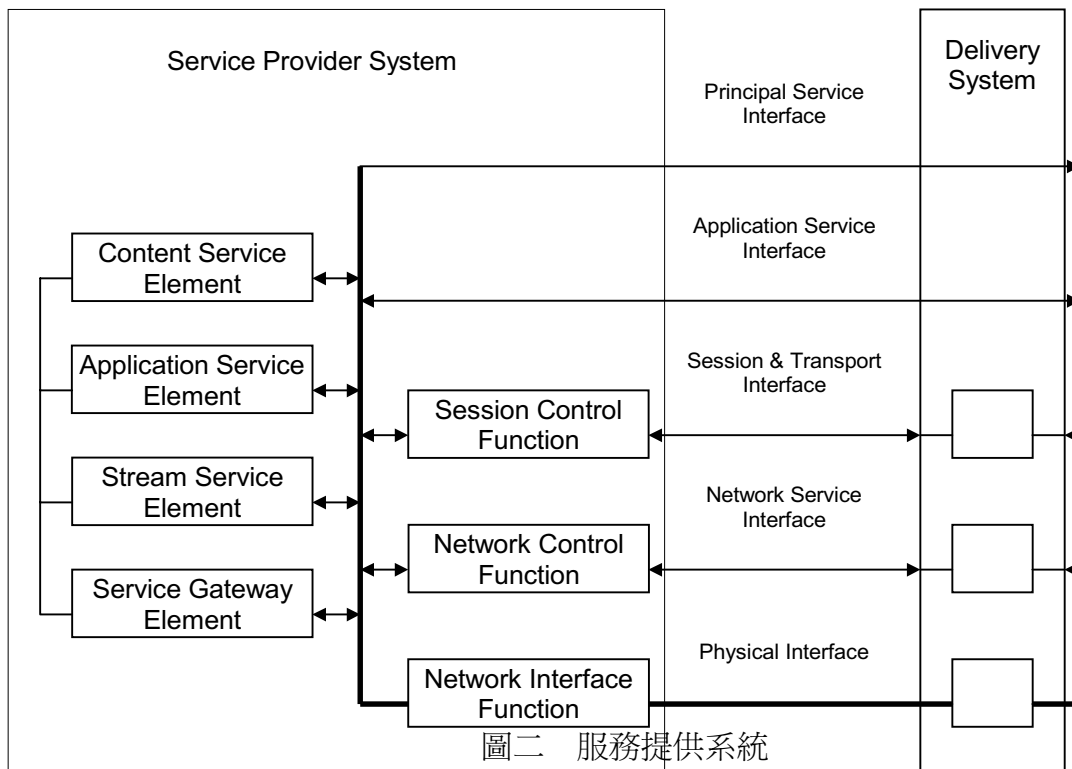 Service Provider System
Delivery
System
Principal Service
Interface
Application Service
Interface
Content Service
Element
Application Service
Element
Session & Transport
Interface
Session Control
Function
Stream Service
Element
Network Service
Interface
Network Control
Function
Service Gateway
Element
Physical Interface
Network Interface
Function
圖二 服務提供系統